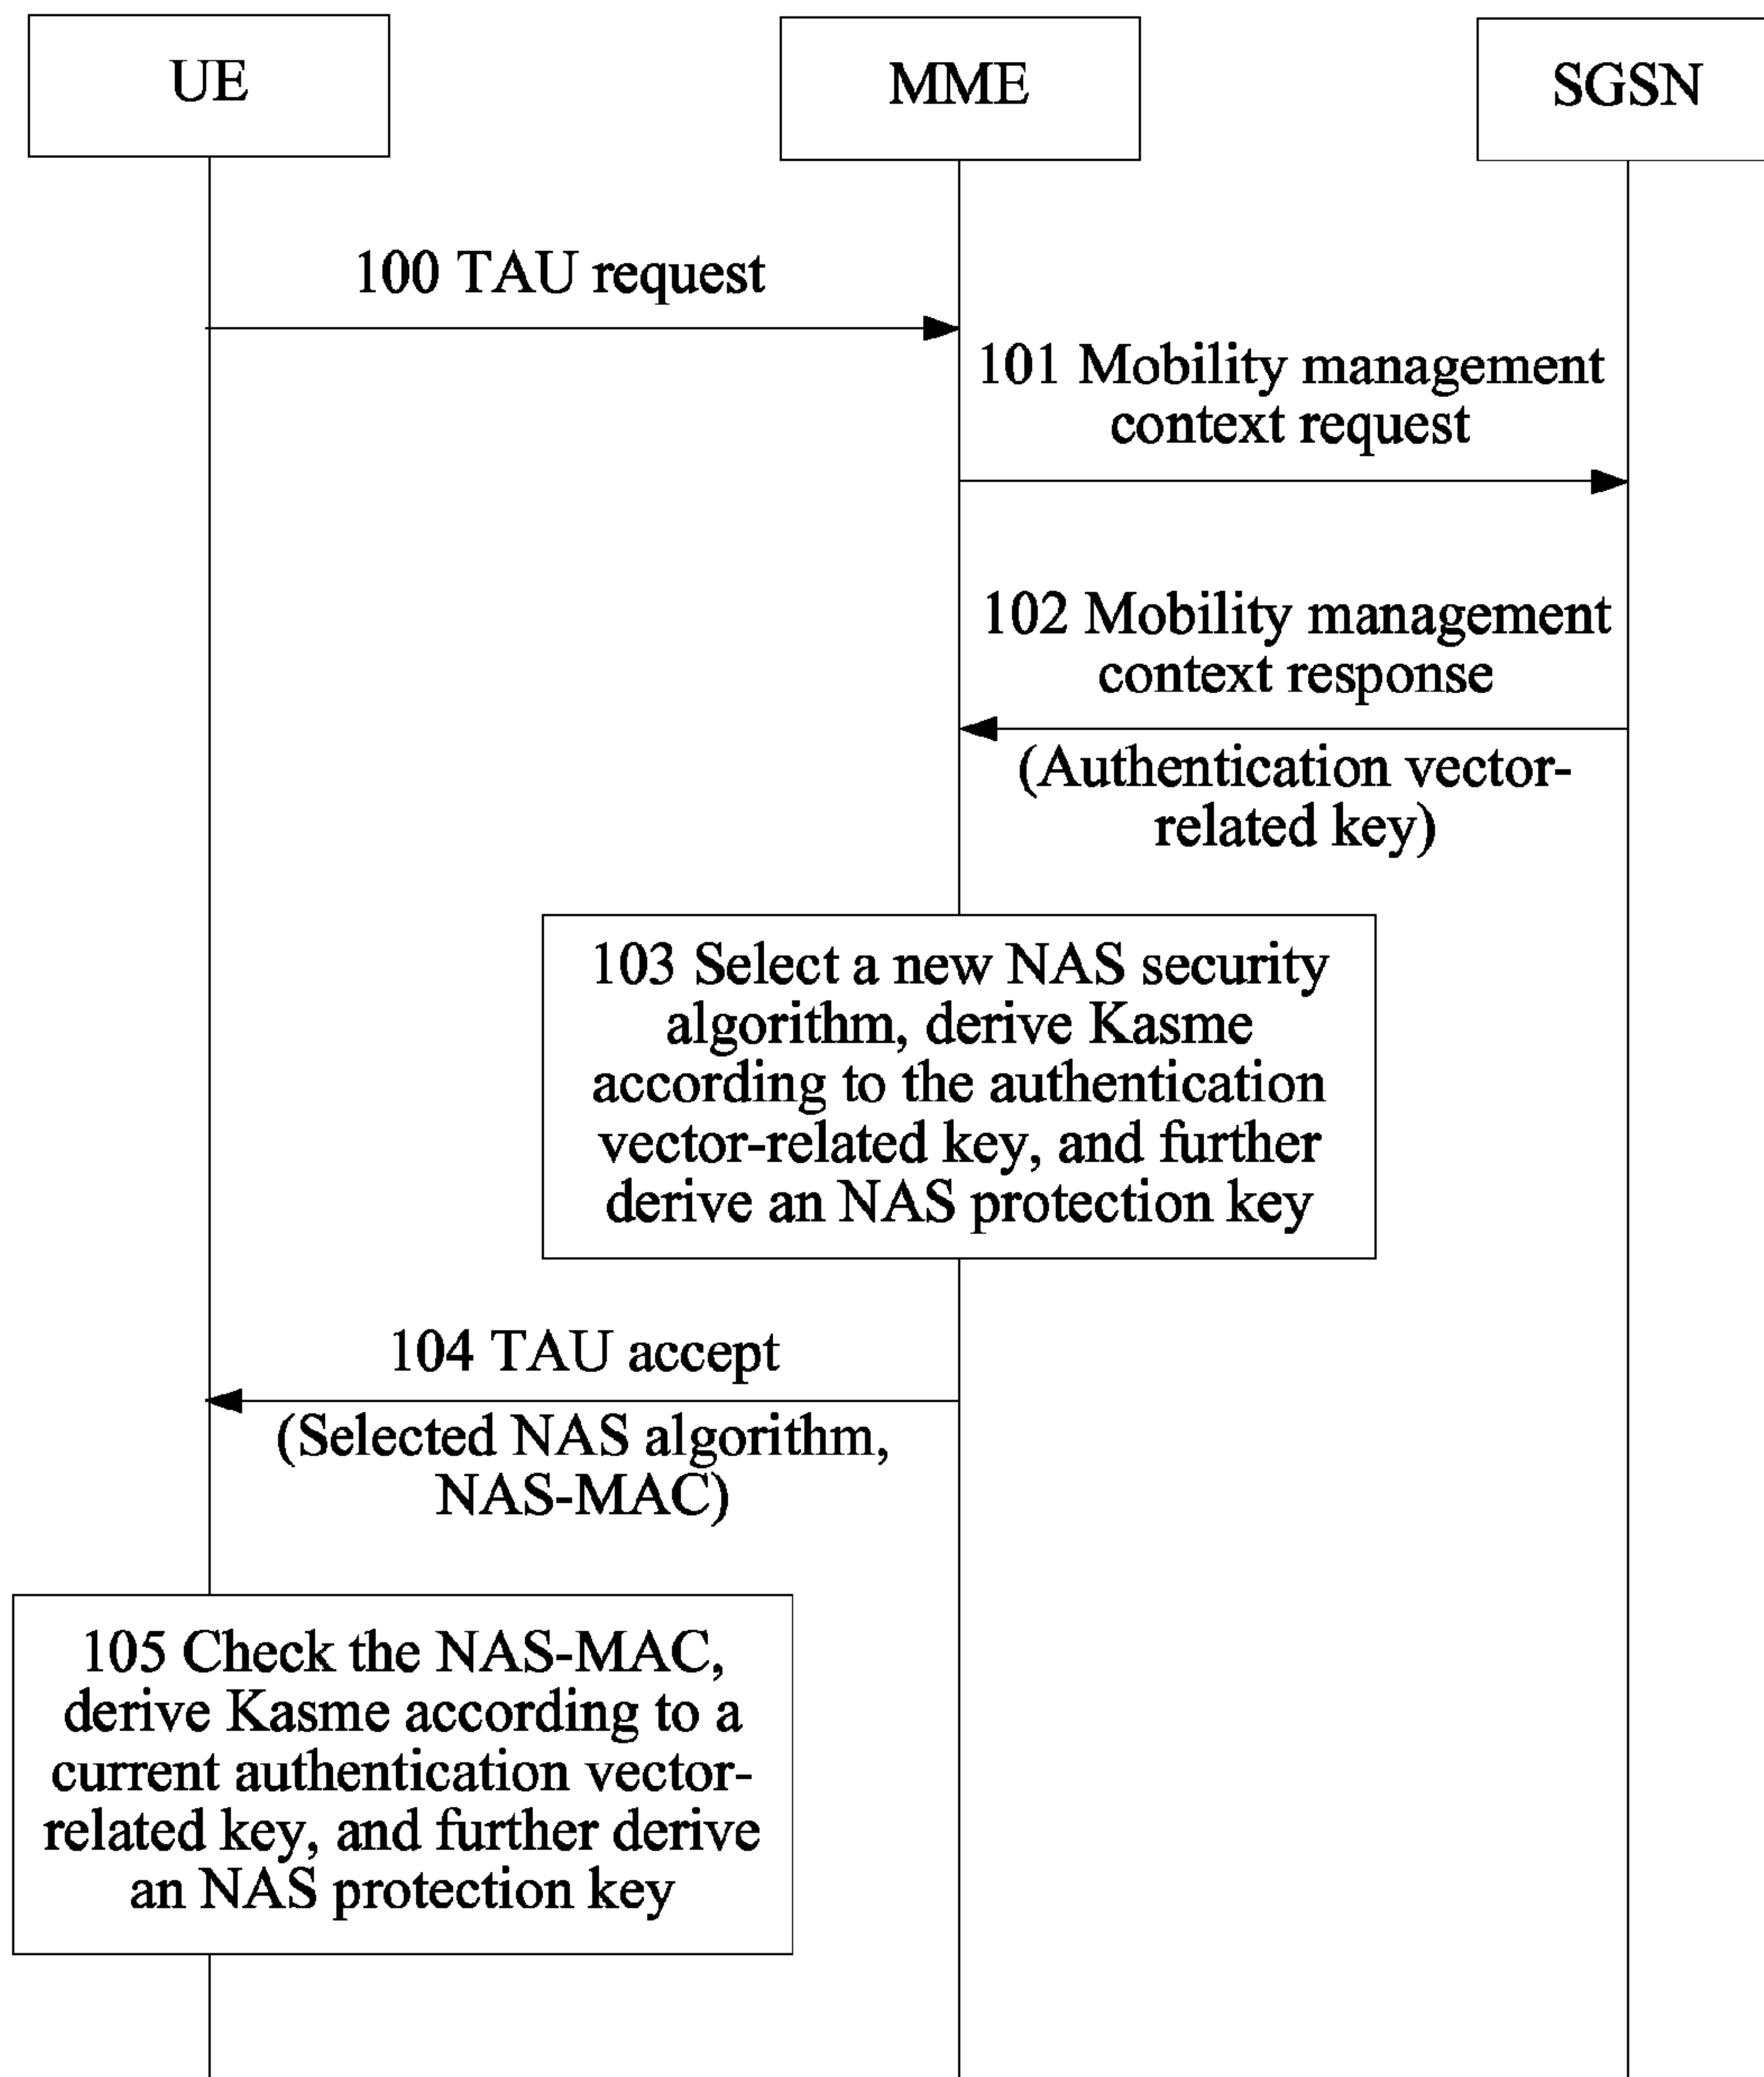 UE
MME
SGSN
100 TAU request
101 Mobility management
context request
102 Mobility management
context response
(Authentication vector-
related key)
103 Select a new NAS security
algorithm, derive Kasme
according to the authentication
vector-related key, and further
derive an NAS protection key
104 TAU accept
(Selected NAS algorithm,
NAS-MAC)
105 Check the NAS-MAC,
derive Kasme according to a
current authentication vector-
related key, and further derive
an NAS protection key